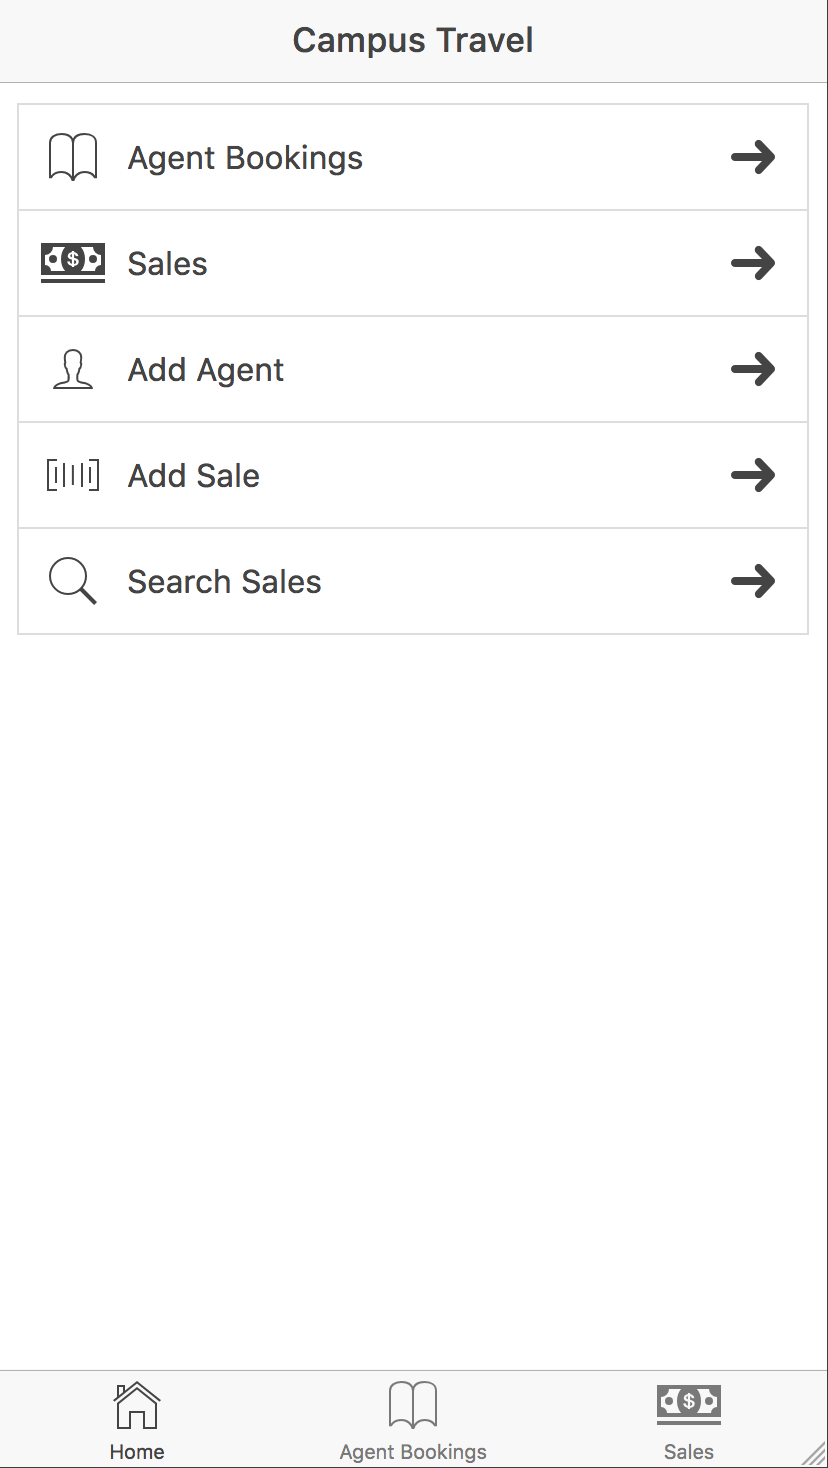 Campus Travel
Agent Bookings
Sales
Add Agent
Add Sale
Search Sales
Home
Agent Bookings
Sales